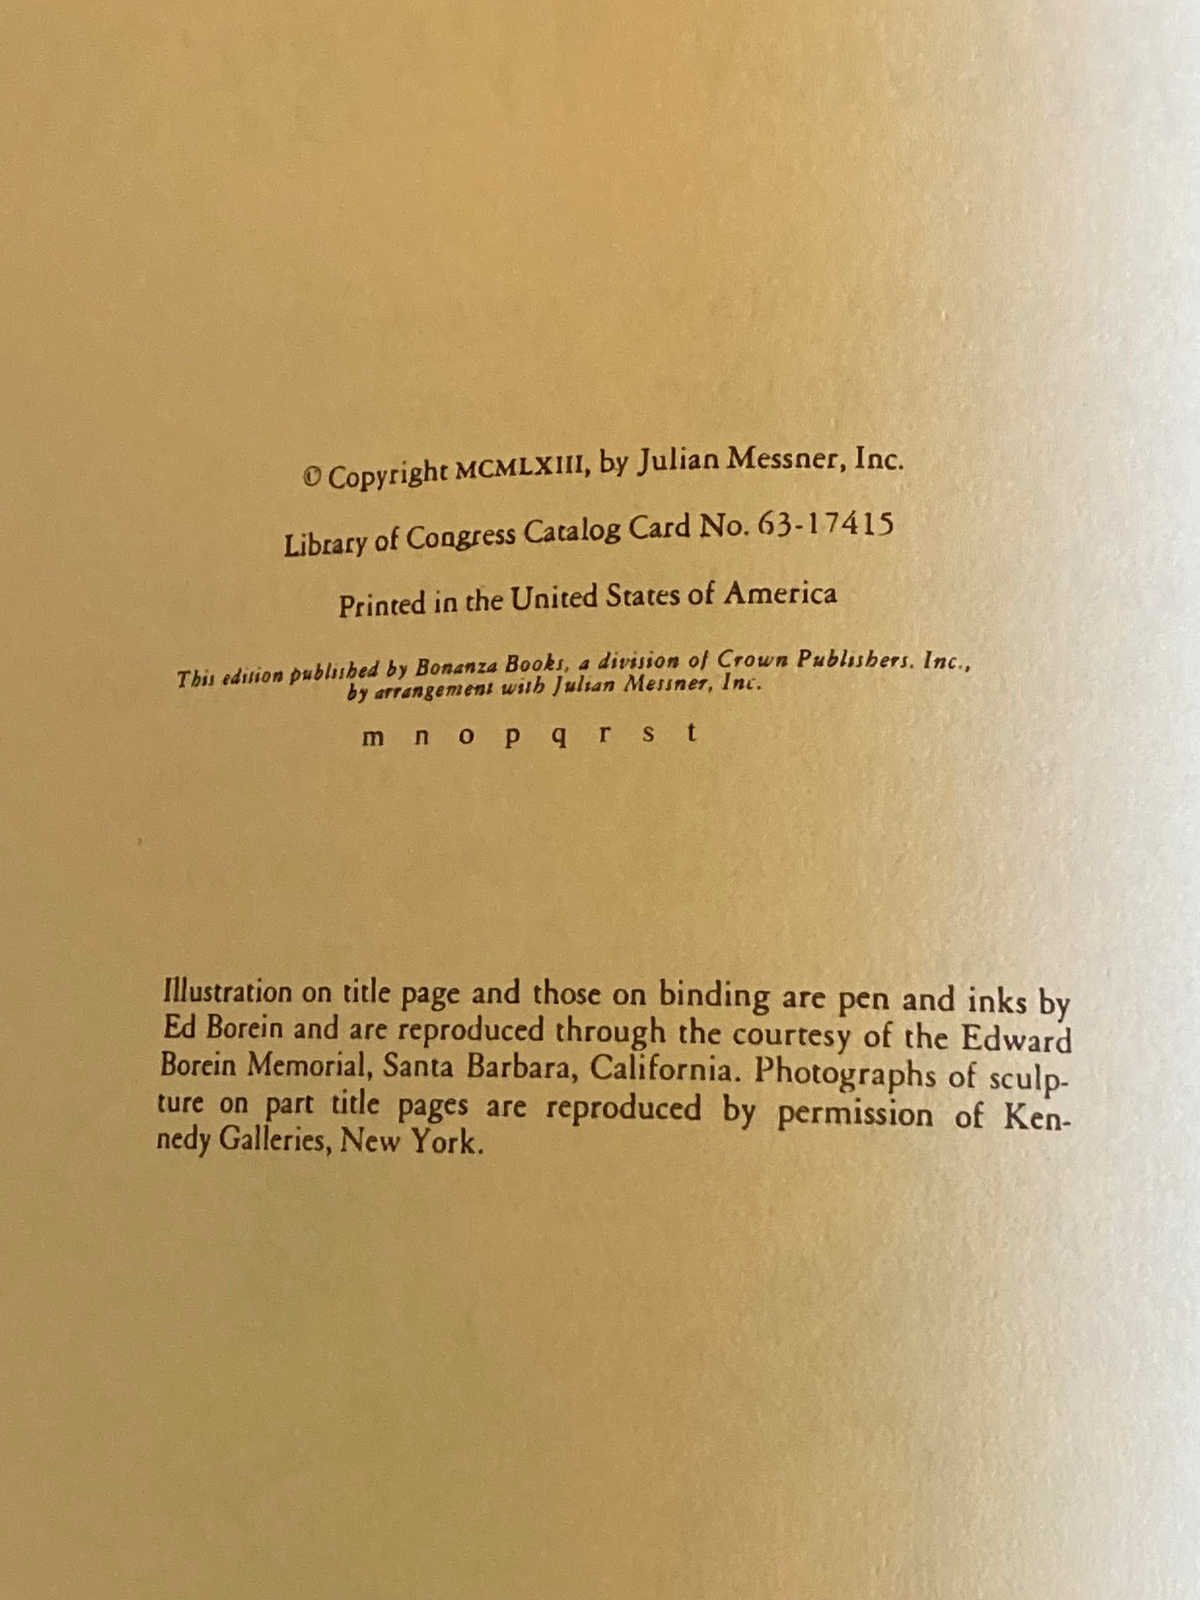 © Copyright MCMLXIII, by Julian Messner, Inc.
Library of Congress Catalog Card No. 63-17415
Printed in the United States of America
This edition published by Bonanza Books, a division of Crown Publishers, Inc.,
by arrangement with Julian Messner, Inc.
m n o p q r s t
Illustration on title page and those on binding are pen and inks by
Ed Borein and are reproduced through the courtesy of the Edward
Borein Memorial, Santa Barbara, California. Photographs of sculp-
ture on part title pages are reproduced by permission of Ken-
nedy Galleries, New York.